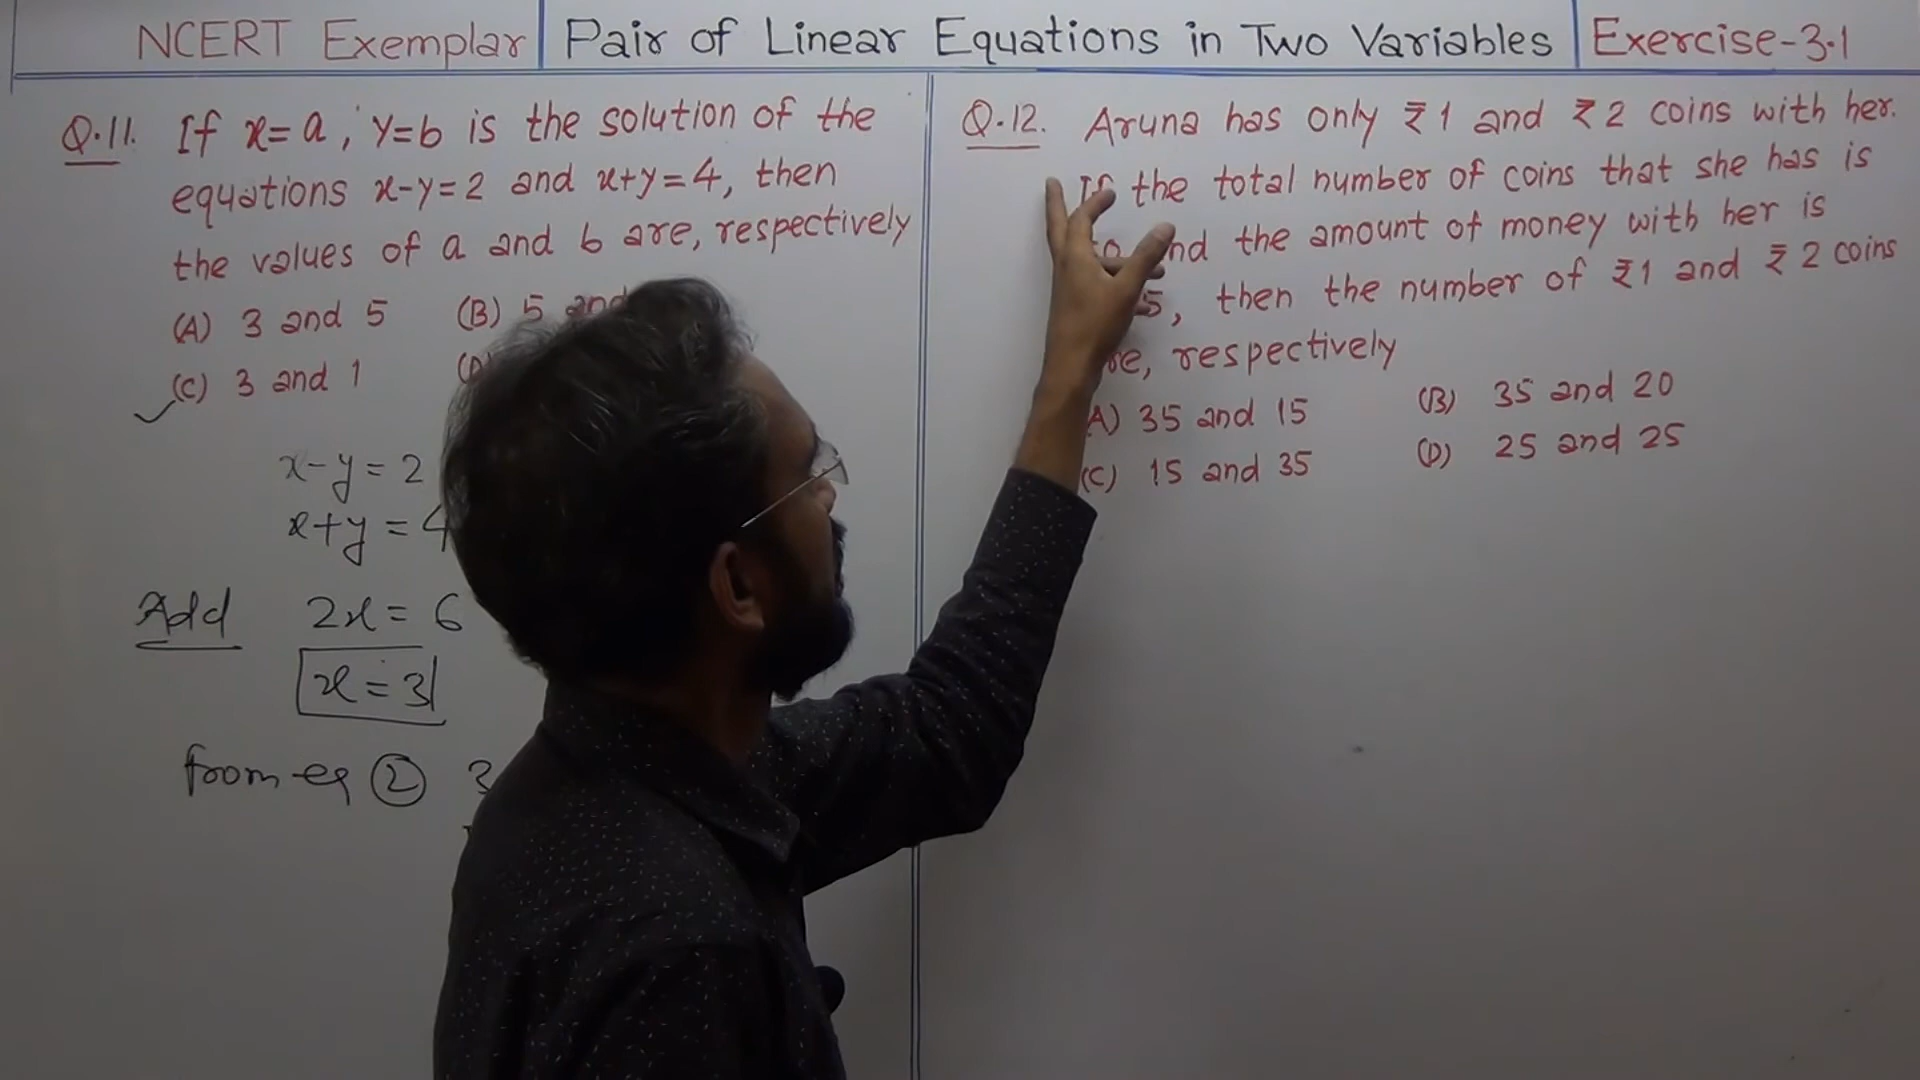 NCERT Exemplar Pair of Linear Equations in Two Variables Exercise-3.1
Q.11. If x=a, y=b is the solution of the
equations x-y=2 and x+y=4, then
the values of a and b are, respectively
(A) 3 and 5 (B) 5 and
(C) 3 and 1
x-y=2
x+y=4
Add 2x=6
x=3
from eq ② 3
Q.12. Aruna has only ₹1 and ₹2 coins with her.
If the total number of coins that she has is
the amount of money with her is
5, then the number of ₹1 and ₹2 coins
respectively
(A) 35 and 15 (B) 35 and 20
(C) 15 and 35 (D) 25 and 25